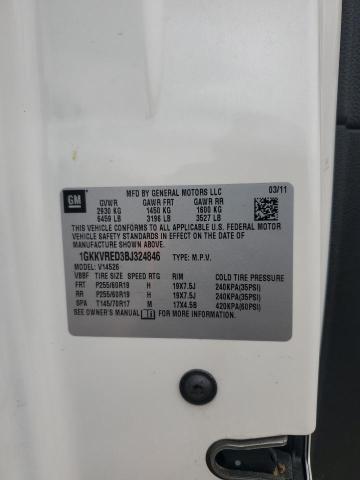 GM
MFD BY GENERAL MOTORS LLC 03/11
GVWR GAWR FRT GAWR RR
2930 KG 1450 KG 1600 KG
6459 LB 3196 LB 3527 LB
THIS VEHICLE CONFORMS TO ALL APPLICABLE U.S. FEDERAL MOTOR
VEHICLE SAFETY STANDARDS IN EFFECT ON THE DATE OF
MANUFACTURE SHOWN ABOVE.
1GKKVRED3BJ324846 TYPE: M.P.V.
MODEL: V14526
VBBF TIRE SIZE SPEED RTG RIM COLD TIRE PRESSURE
FRT P255/60R19 H 19X7.5J 240KPA(35PSI)
RR P255/60R19 H 19X7.5J 240KPA(35PSI)
SPA T145/70R17 M 17X4.5B 420KPA(60PSI)
SEE OWNER'S MANUAL FOR MORE INFORMATION